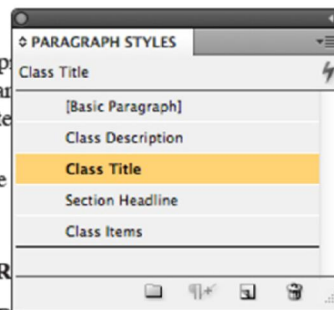 PARAGRAPH STYLES
Class Title
[Basic Paragraph]
Class Description
Class Title
Section Headline
Class Items